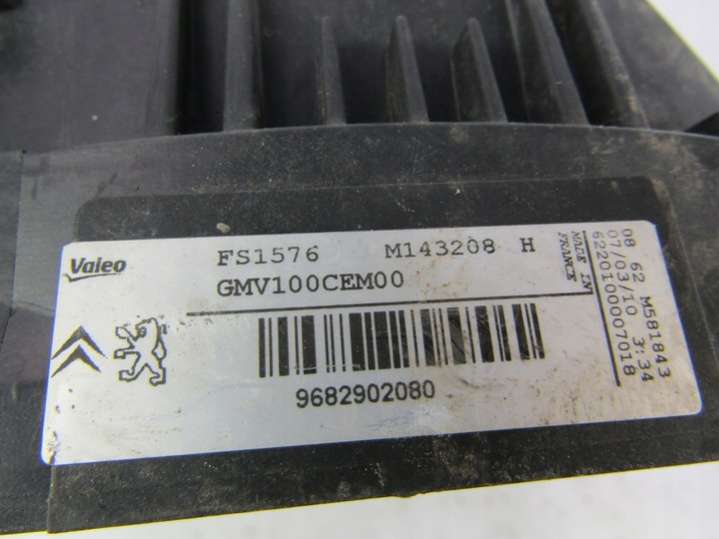 Valeo
FS1576 M143208 H
GMV100CEM00
9682902080
MADE IN
FRANCE
08 62 M581843
07/03/10 3:34
6220100007018